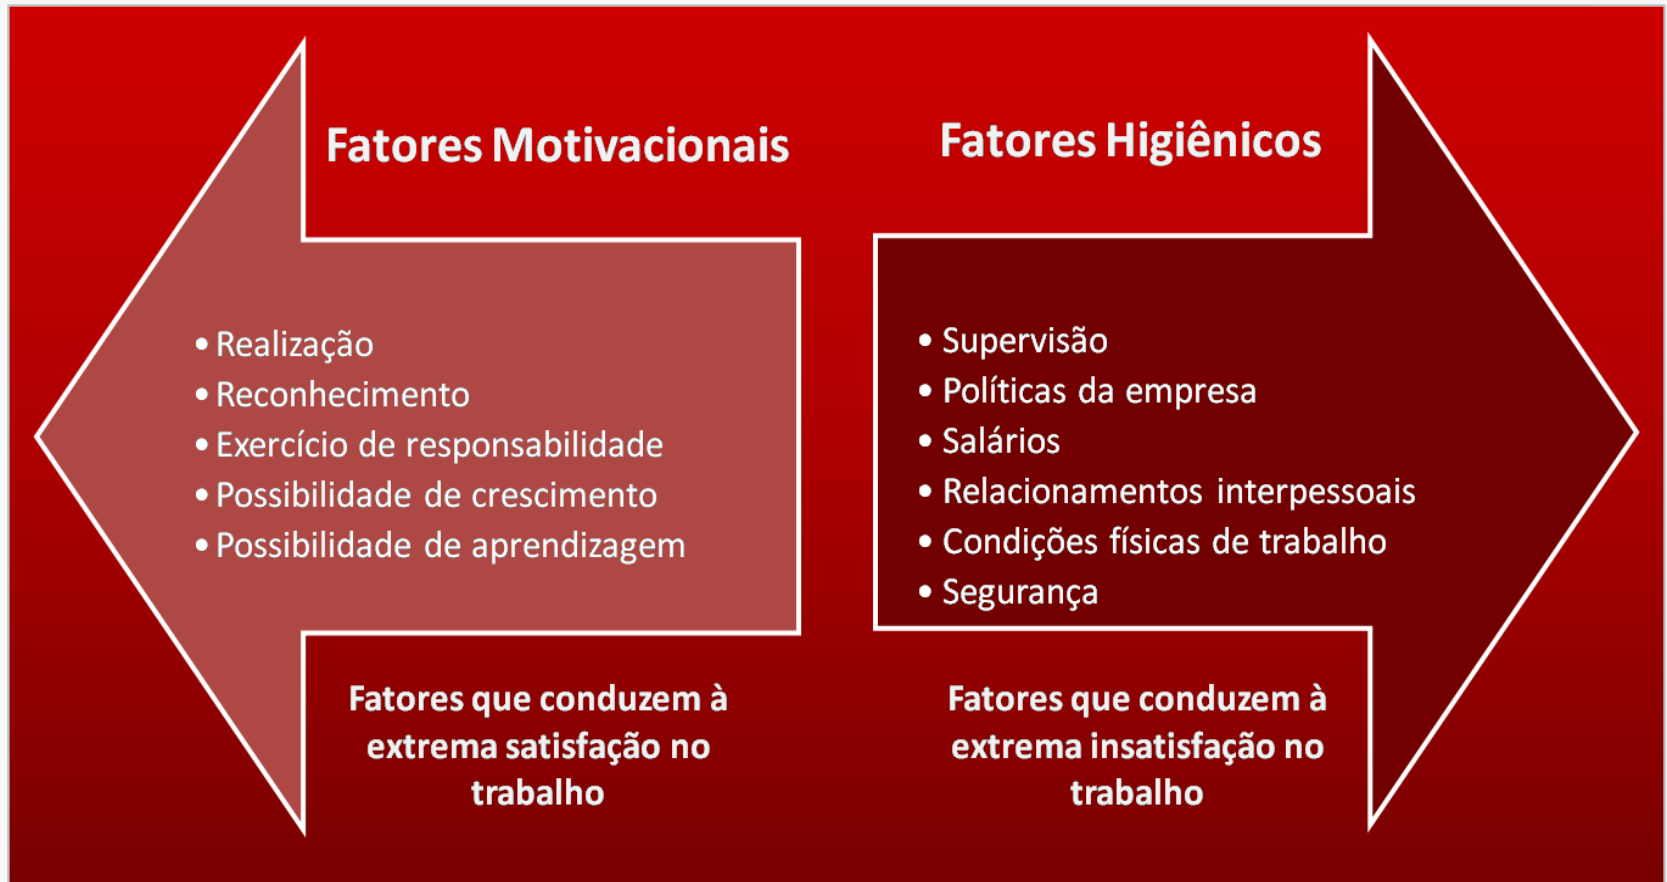 Fatores Motivacionais
• Realização
• Reconhecimento
• Exercício de responsabilidade
• Possibilidade de crescimento
• Possibilidade de aprendizagem
Fatores que conduzem à
extrema satisfação no
trabalho
Fatores Higiênicos
• Supervisão
• Políticas da empresa
• Salários
• Relacionamentos interpessoais
• Condições físicas de trabalho
• Segurança
Fatores que conduzem à
extrema insatisfação no
trabalho